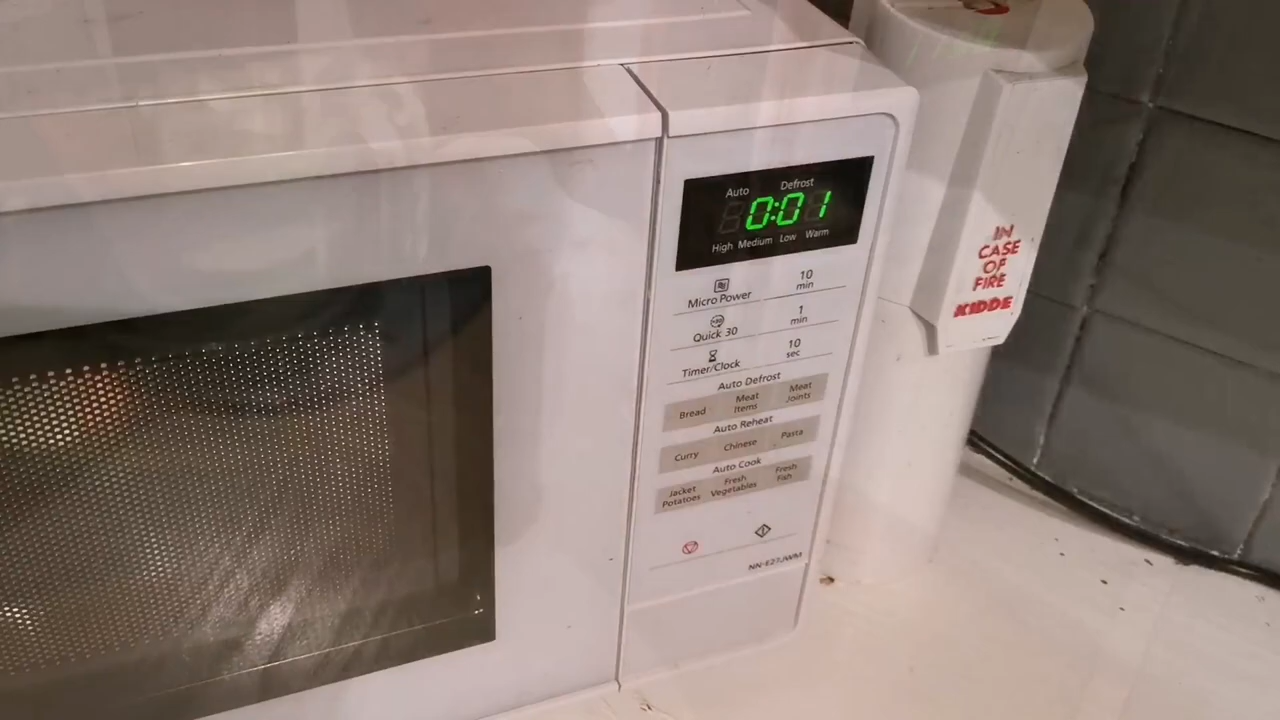 Auto Defrost
0:01
High Medium Low Warm
Micro Power
10
min
Quick 30
1
min
Timer/Clock
10
sec
Auto Defrost
Bread
Meat
Items
Meat
Joints
Auto Reheat
Curry Chinese Pasta
Auto Cook
Jacket
Potatoes
Fresh
Vegetables
Fresh
Fish
NN-E27JWM
IN
CASE
OF
FIRE
KIDDE